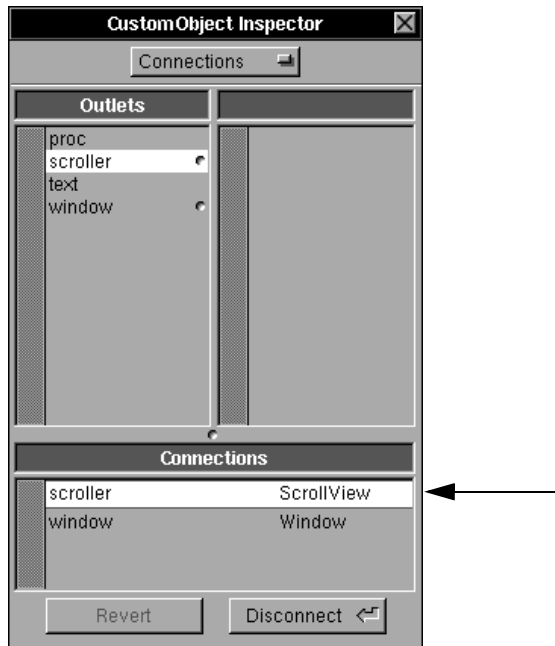 CustomObject Inspector
Connections
Outlets
proc
scroller
text
window
Connections
scroller ScrollView
window Window
Revert Disconnect